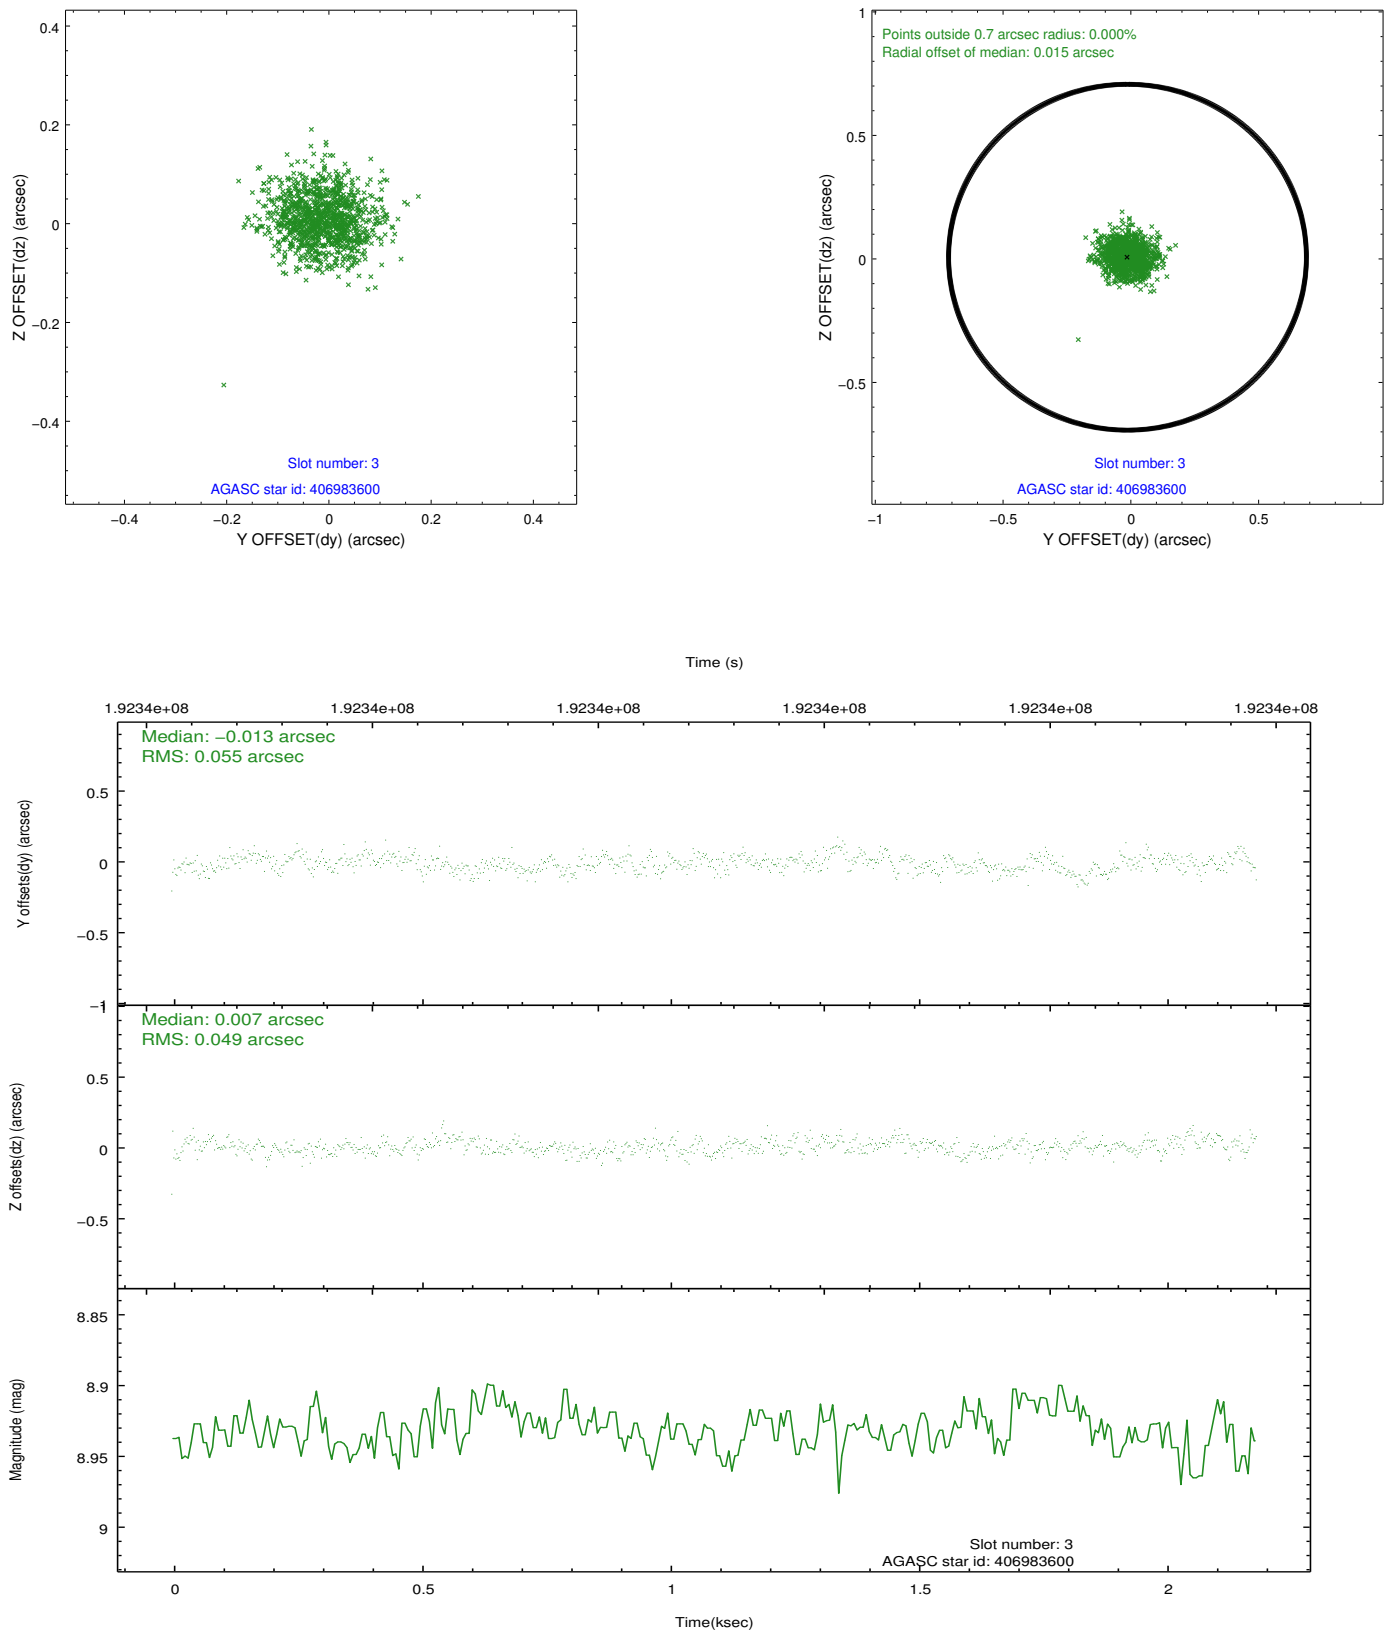 0.4
0.2
0
−0.2
−0.4
Z OFFSET(dz) (arcsec)
Slot number: 3
AGASC star id: 406983600
−0.4 −0.2 0 0.2 0.4
Y OFFSET(dy) (arcsec)
1
0.5
0
−0.5
Z OFFSET(dz) (arcsec)
Points outside 0.7 arcsec radius: 0.000%
Radial offset of median: 0.015 arcsec
Slot number: 3
AGASC star id: 406983600
−1 −0.5 0 0.5
Y OFFSET(dy) (arcsec)
Time (s)
1.9234e+08 1.9234e+08 1.9234e+08 1.9234e+08 1.9234e+08 1.9234e+08
Median: −0.013 arcsec
RMS: 0.055 arcsec
0.5
0
−0.5
−1
Y offsets(dy) (arcsec)
Median: 0.007 arcsec
RMS: 0.049 arcsec
0.5
0
−0.5
Z offsets(dz) (arcsec)
8.85
8.9
8.95
9
Magnitude (mag)
Slot number: 3
AGASC star id: 406983600
0 0.5 1 1.5 2
Time(ksec)